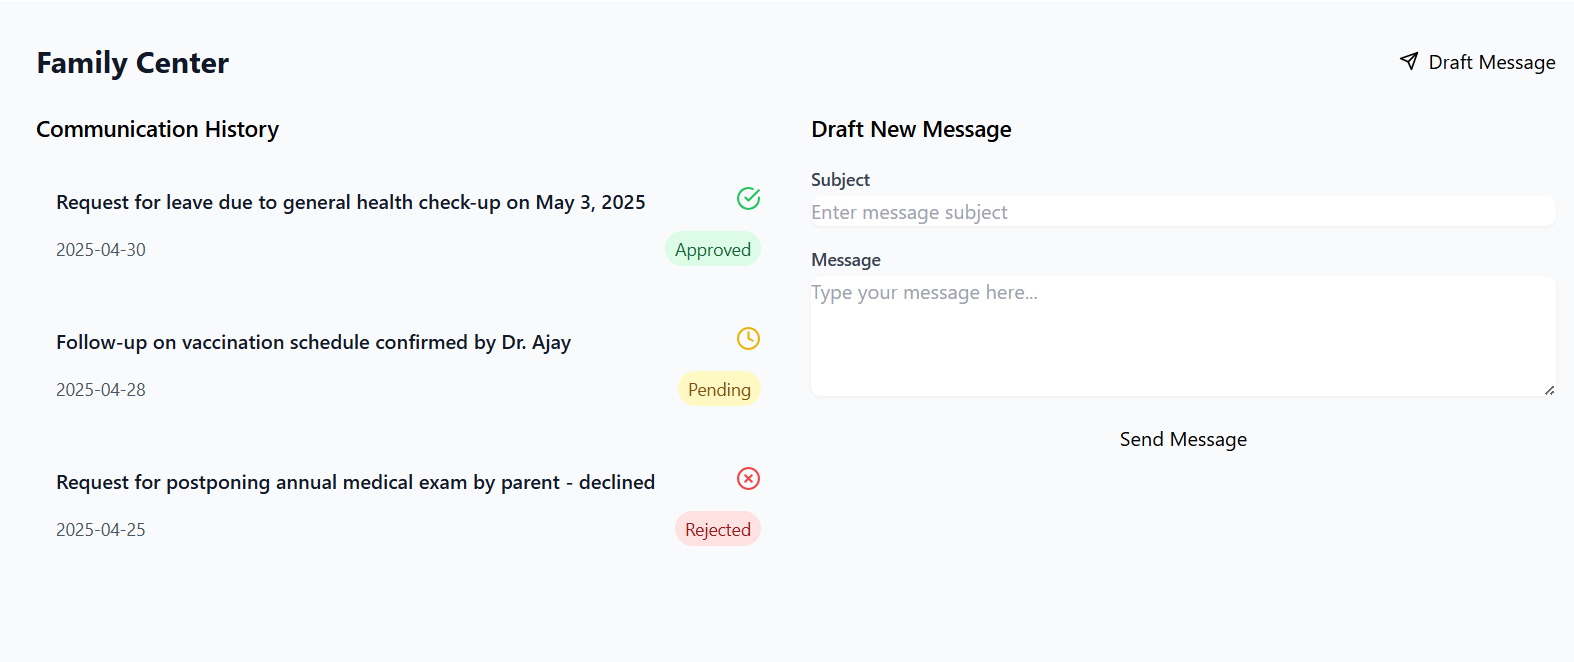 Family Center
Draft Message
Communication History
Request for leave due to general health check-up on May 3, 2025
2025-04-30
Approved
Follow-up on vaccination schedule confirmed by Dr. Ajay
2025-04-28
Pending
Request for postponing annual medical exam by parent - declined
2025-04-25
Rejected
Draft New Message
Subject
Enter message subject
Message
Type your message here...
Send Message